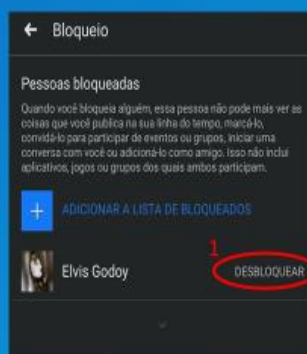 ← Bloqueio
Pessoas bloqueadas
Quando você bloqueia alguém, essa pessoa não pode mais ver as
coisas que você publica na sua linha do tempo, marcá-lo,
convidá-lo para participar de eventos ou grupos, iniciar uma
conversa com você ou adicioná-lo como amigo. Isso não inclui
aplicativos, jogos ou grupos dos quais ambos participam.
+ ADICIONAR A LISTA DE BLOQUEADOS
1
Elvis Godoy DESBLOQUEAR